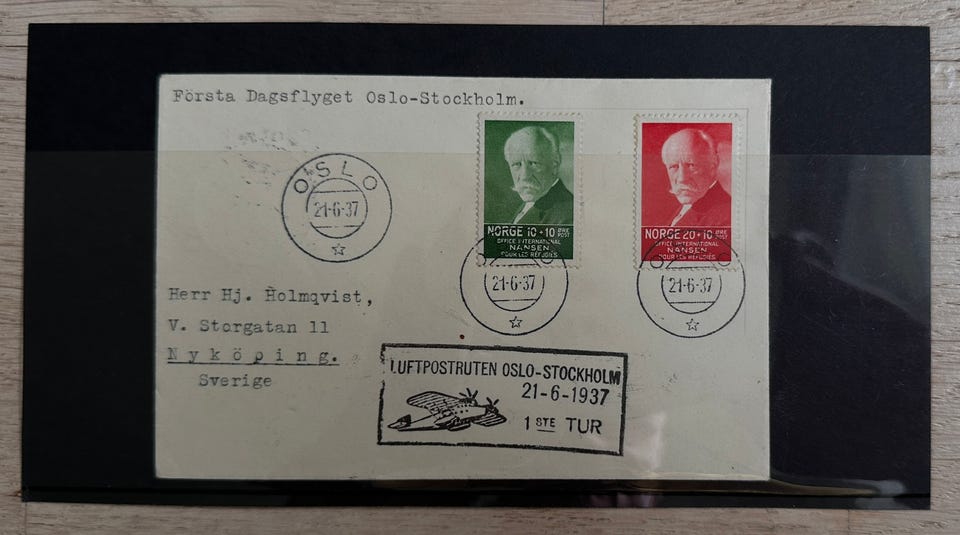 Första Dagsflyget Oslo-Stockholm.
OSLO
21-6-37
NORGE 10+10 ØRE POST
OFFICE INTERNATIONAL
NANSEN
POUR LES RÉFUGIÉS
NORGE 20+10 ØRE POST
OFFICE INTERNATIONAL
NANSEN
POUR LES RÉFUGIÉS
21-6-37
21-6-37
Herr Hj. Holmqvist,
V. Storgatan 11
Nyköping.
Sverige
LUFTPOSTRUTEN OSLO-STOCKHOLM
21-6-1937
1STE TUR